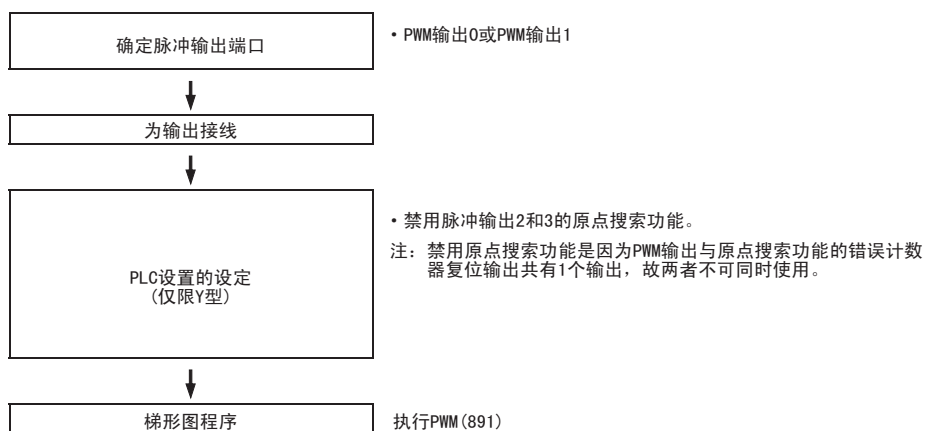 确定脉冲输出端口
・PWM输出0或PWM输出1
为输出接线
PLC设置的设定
(仅限Y型)
・禁用脉冲输出2和3的原点搜索功能。
注：禁用原点搜索功能是因为PWM输出与原点搜索功能的错误计数
器复位输出共有1个输出，故两者不可同时使用。
梯形图程序
执行PWM(891)